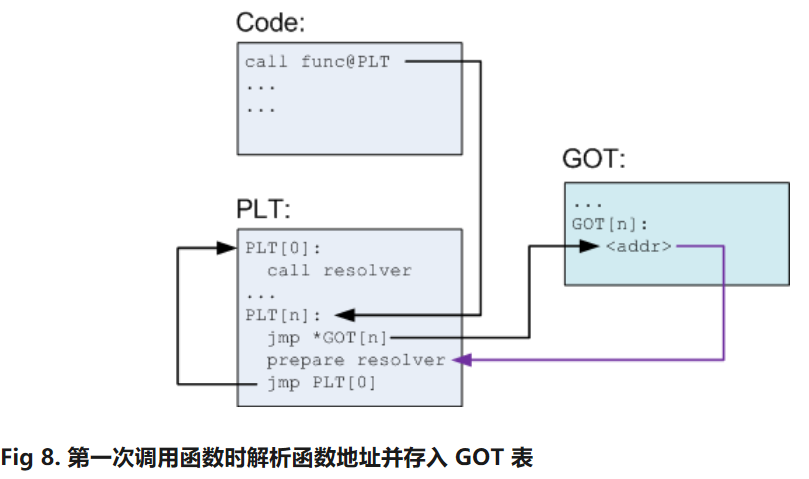 Code:
call func@PLT
...
...
GOT:
...
GOT[n]:
<addr>
PLT:
PLT[0]:
call resolver
...
PLT[n]:
jmp *GOT[n]
prepare resolver
jmp PLT[0]
Fig 8. 第一次调用函数时解析函数地址并存入 GOT 表